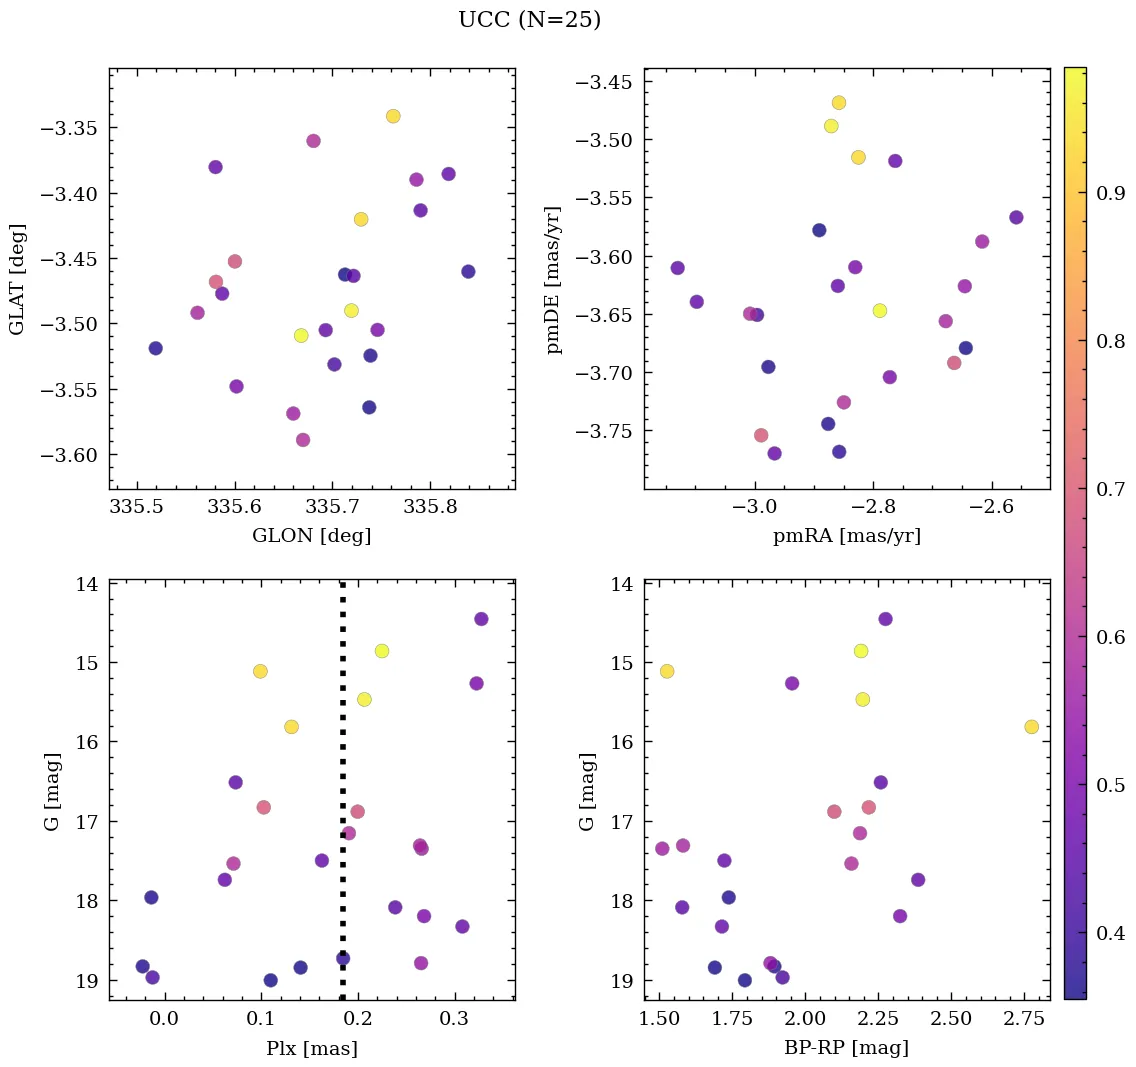 UCC (N=25)
−3.35
−3.40
−3.45
−3.50
−3.55
−3.60
GLAT [deg]
335.5 335.6 335.7 335.8
GLON [deg]
−3.45
−3.50
−3.55
−3.60
−3.65
−3.70
−3.75
pmDE [mas/yr]
−3.0 −2.8 −2.6
pmRA [mas/yr]
14
15
16
17
18
19
G [mag]
0.0 0.1 0.2 0.3
Plx [mas]
14
15
16
17
18
19
G [mag]
1.50 1.75 2.00 2.25 2.50 2.75
BP-RP [mag]
0.9
0.8
0.7
0.6
0.5
0.4